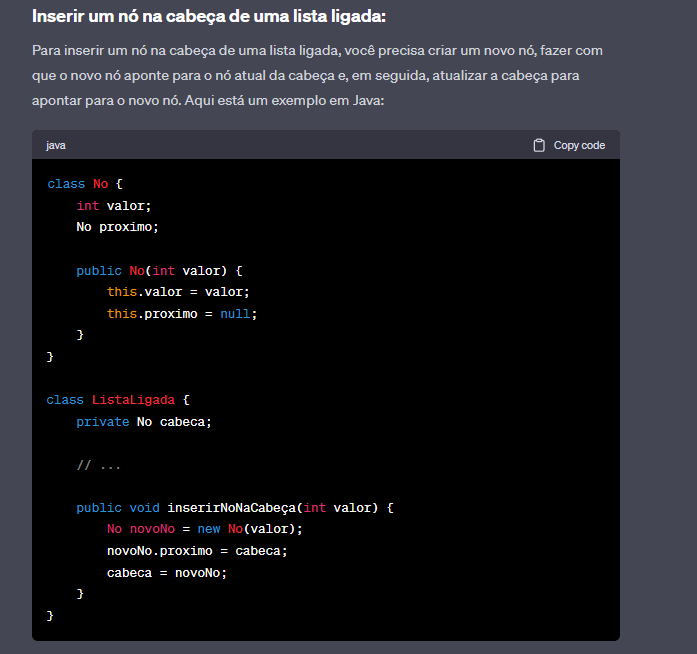 Inserir um nó na cabeça de uma lista ligada:
Para inserir um nó na cabeça de uma lista ligada, você precisa criar um novo nó, fazer com
que o novo nó aponte para o nó atual da cabeça e, em seguida, atualizar a cabeça para
apontar para o novo nó. Aqui está um exemplo em Java:
java Copy code
class No {
    int valor;
    No proximo;

    public No(int valor) {
        this.valor = valor;
        this.proximo = null;
    }
}

class ListaLigada {
    private No cabeca;

    // ...

    public void inserirNoNaCabeça(int valor) {
        No novoNo = new No(valor);
        novoNo.proximo = cabeca;
        cabeca = novoNo;
    }
}